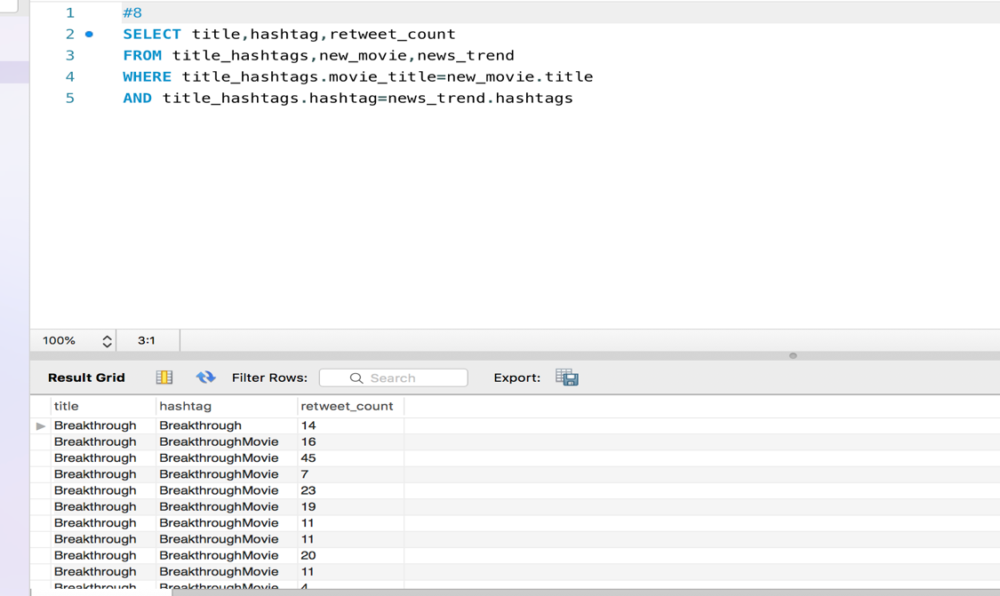 1 #8
2 SELECT title,hashtag,retweet_count
3 FROM title_hashtags,new_movie,news_trend
4 WHERE title_hashtags.movie_title=new_movie.title
5 AND title_hashtags.hashtag=news_trend.hashtags
100% 3:1
Result Grid Filter Rows: Search Export:
title hashtag retweet_count
Breakthrough Breakthrough 14
Breakthrough BreakthroughMovie 16
Breakthrough BreakthroughMovie 45
Breakthrough BreakthroughMovie 7
Breakthrough BreakthroughMovie 23
Breakthrough BreakthroughMovie 19
Breakthrough BreakthroughMovie 11
Breakthrough BreakthroughMovie 11
Breakthrough BreakthroughMovie 20
Breakthrough BreakthroughMovie 11
Breakthrough BreakthroughMovie 4